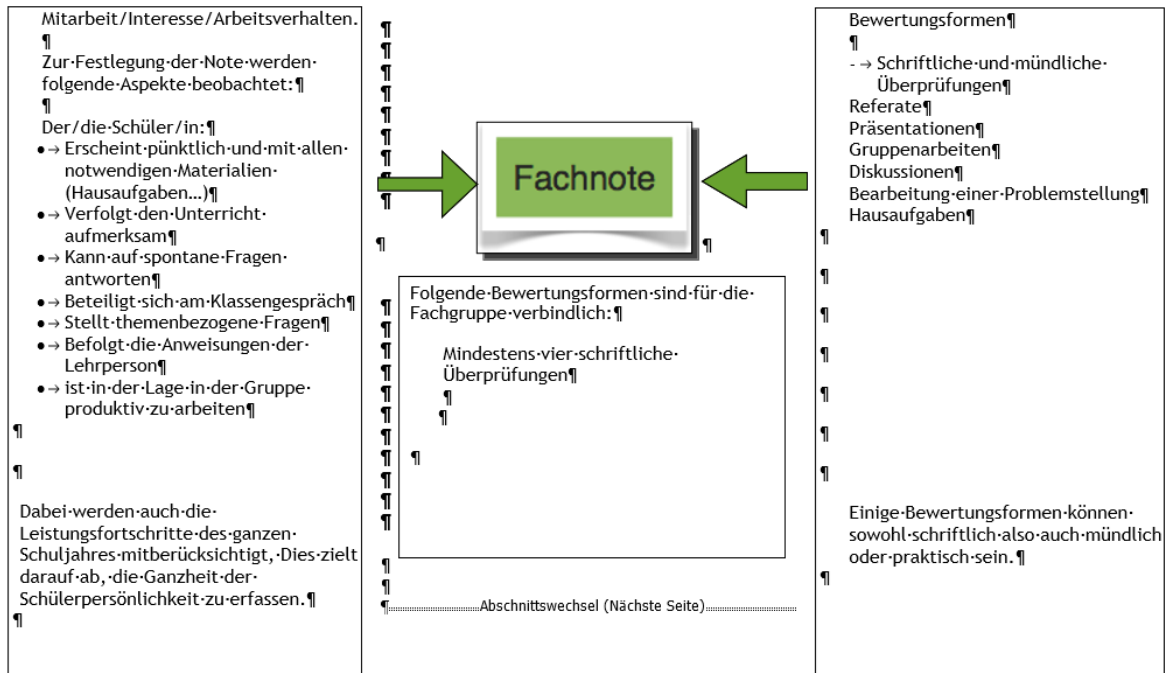 Mitarbeit/Interesse/Arbeitsverhalten.
¶
Zur·Festlegung·der·Note·werden·
folgende·Aspekte·beobachtet:¶
¶
Der/die·Schüler/in:¶
●→Erscheint·pünktlich·und·mit·allen·
notwendigen·Materialien·
(Hausaufgaben…)¶
●→Verfolgt·den·Unterricht·
aufmerksam¶
●→Kann·auf·spontane·Fragen·
antworten¶
●→Beteiligt·sich·am·Klassengespräch¶
●→Stellt·themenbezogene·Fragen¶
●→Befolgt·die·Anweisungen·der·
Lehrperson¶
●→ist·in·der·Lage·in·der·Gruppe·
produktiv·zu·arbeiten¶
¶
¶
Dabei·werden·auch·die·
Leistungsfortschritte·des·ganzen·
Schuljahres·mitberücksichtigt,·Dies·zielt·
darauf·ab,·die·Ganzheit·der·
Schülerpersönlichkeit·zu·erfassen.¶
¶
Fachnote
Folgende·Bewertungsformen·sind·für·die·
Fachgruppe·verbindlich:¶
Mindestens·vier·schriftliche·
Überprüfungen¶
¶
¶
¶
Abschnittswechsel (Nächste Seite)
Bewertungsformen¶
¶
-→Schriftliche·und·mündliche·
Überprüfungen¶
Referate¶
Präsentationen¶
Gruppenarbeiten¶
Diskussionen¶
Bearbeitung·einer·Problemstellung¶
Hausaufgaben¶
¶
¶
¶
¶
¶
¶
¶
Einige·Bewertungsformen·können·
sowohl·schriftlich·also·auch·mündlich·
oder·praktisch·sein.¶
¶